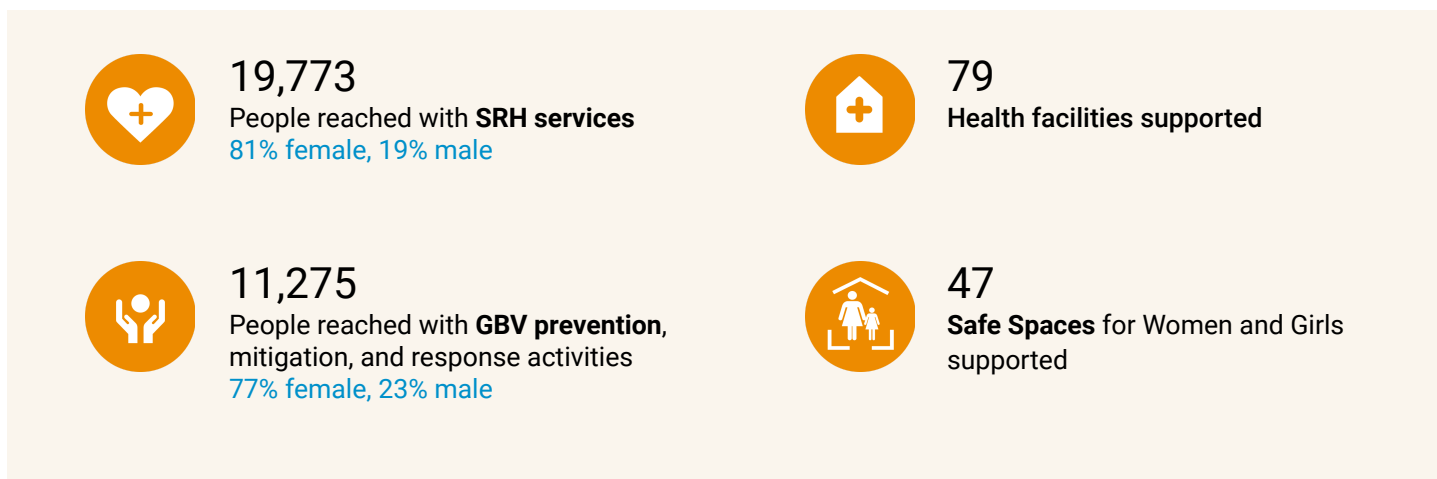 19,773
People reached with SRH services
81% female, 19% male
79
Health facilities supported
11,275
People reached with GBV prevention,
mitigation, and response activities
77% female, 23% male
47
Safe Spaces for Women and Girls
supported